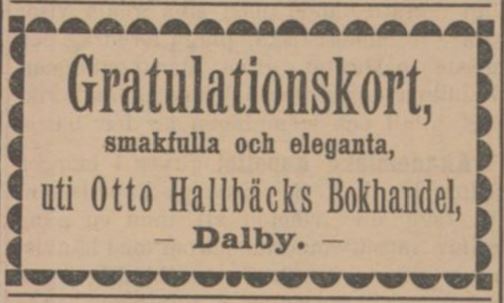 Gratulationskort,
smakfulla och eleganta,
uti Otto Hallbäcks Bokhandel,
— Dalby. —